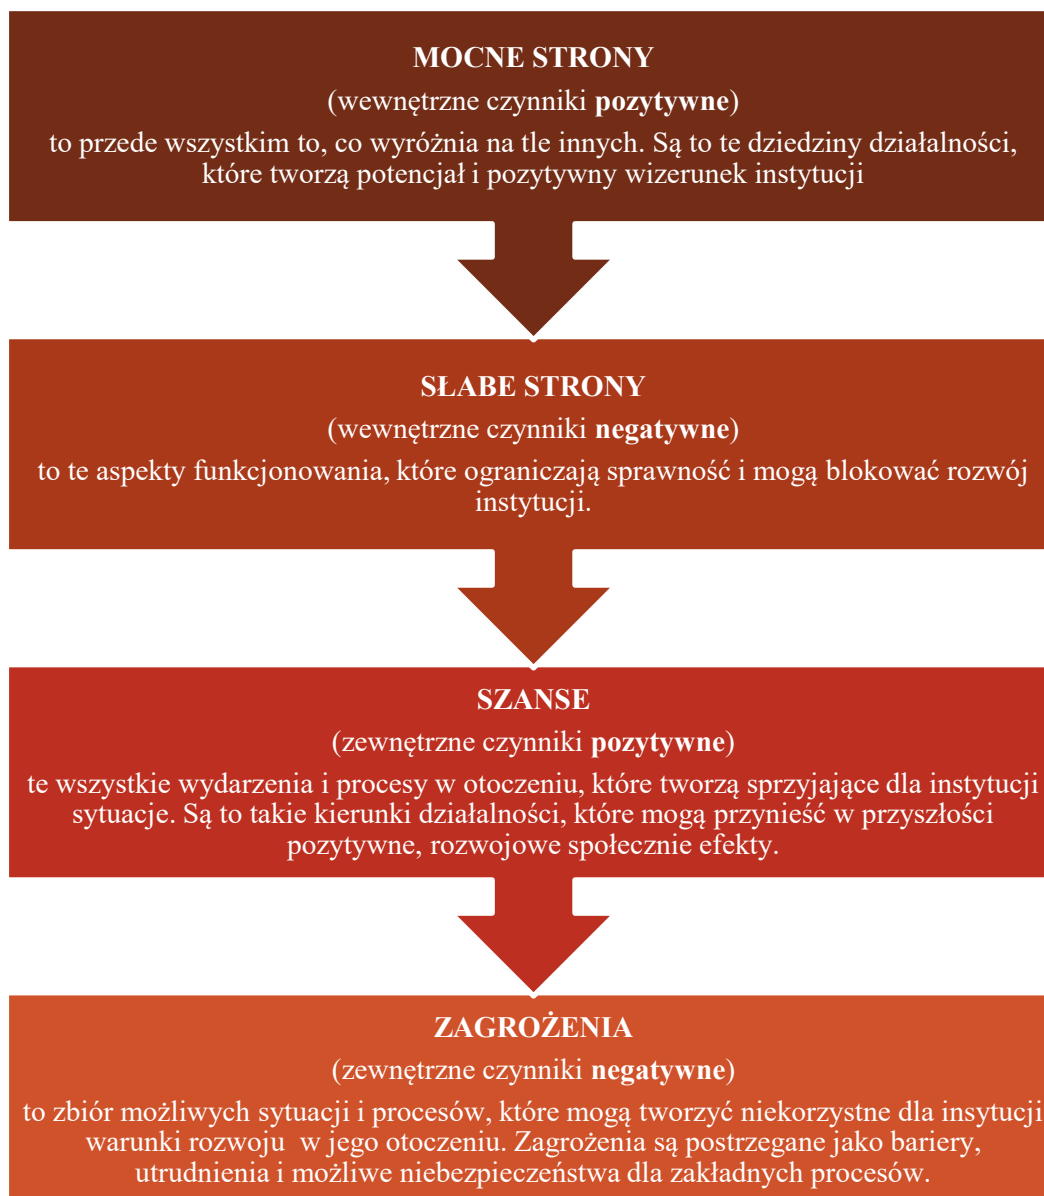 MOCNE STRONY
(wewnętrzne czynniki pozytywne)
to przede wszystkim to, co wyróżnia na tle innych. Są to te dziedziny działalności,
które tworzą potencjał i pozytywny wizerunek instytucji
SŁABE STRONY
(wewnętrzne czynniki negatywne)
to te aspekty funkcjonowania, które ograniczają sprawność i mogą blokować rozwój
instytucji.
SZANSE
(zewnętrzne czynniki pozytywne)
te wszystkie wydarzenia i procesy w otoczeniu, które tworzą sprzyjające dla instytucji
sytuacje. Są to takie kierunki działalności, które mogą przynieść w przyszłości
pozytywne, rozwojowe społecznie efekty.
ZAGROŻENIA
(zewnętrzne czynniki negatywne)
to zbiór możliwych sytuacji i procesów, które mogą tworzyć niekorzystne dla insytucji
warunki rozwoju w jego otoczeniu. Zagrożenia są postrzegane jako bariery,
utrudnienia i możliwe niebezpieczeństwa dla zakładnych procesów.